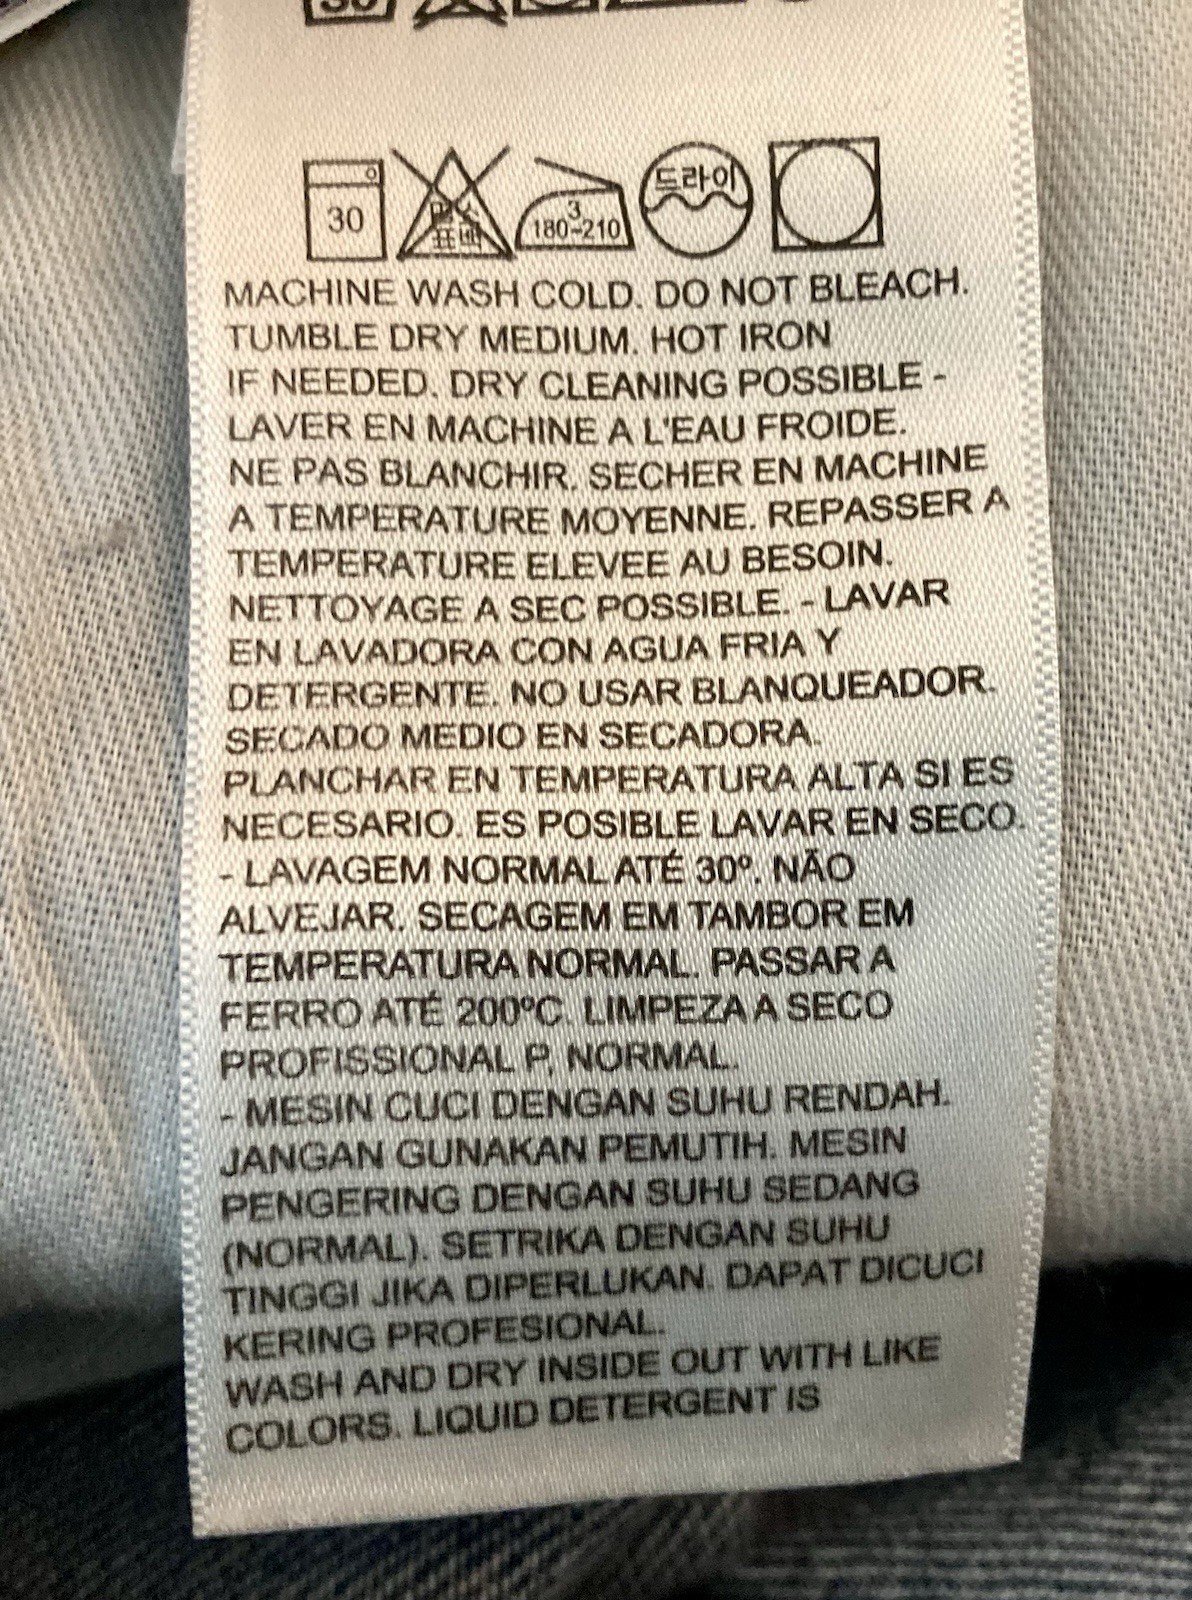 30
염소
표백
3
180~210
드라이
MACHINE WASH COLD. DO NOT BLEACH.
TUMBLE DRY MEDIUM. HOT IRON
IF NEEDED. DRY CLEANING POSSIBLE -
LAVER EN MACHINE A L'EAU FROIDE.
NE PAS BLANCHIR. SECHER EN MACHINE
A TEMPERATURE MOYENNE. REPASSER A
TEMPERATURE ELEVEE AU BESOIN.
NETTOYAGE A SEC POSSIBLE. - LAVAR
EN LAVADORA CON AGUA FRIA Y
DETERGENTE. NO USAR BLANQUEADOR.
SECADO MEDIO EN SECADORA.
PLANCHAR EN TEMPERATURA ALTA SI ES
NECESARIO. ES POSIBLE LAVAR EN SECO.
- LAVAGEM NORMAL ATÉ 30º. NÃO
ALVEJAR. SECAGEM EM TAMBOR EM
TEMPERATURA NORMAL. PASSAR A
FERRO ATÉ 200ºC. LIMPEZA A SECO
PROFISSIONAL P, NORMAL.
- MESIN CUCI DENGAN SUHU RENDAH.
JANGAN GUNAKAN PEMUTIH. MESIN
PENGERING DENGAN SUHU SEDANG
(NORMAL). SETRIKA DENGAN SUHU
TINGGI JIKA DIPERLUKAN. DAPAT DICUCI
KERING PROFESIONAL.
WASH AND DRY INSIDE OUT WITH LIKE
COLORS. LIQUID DETERGENT IS